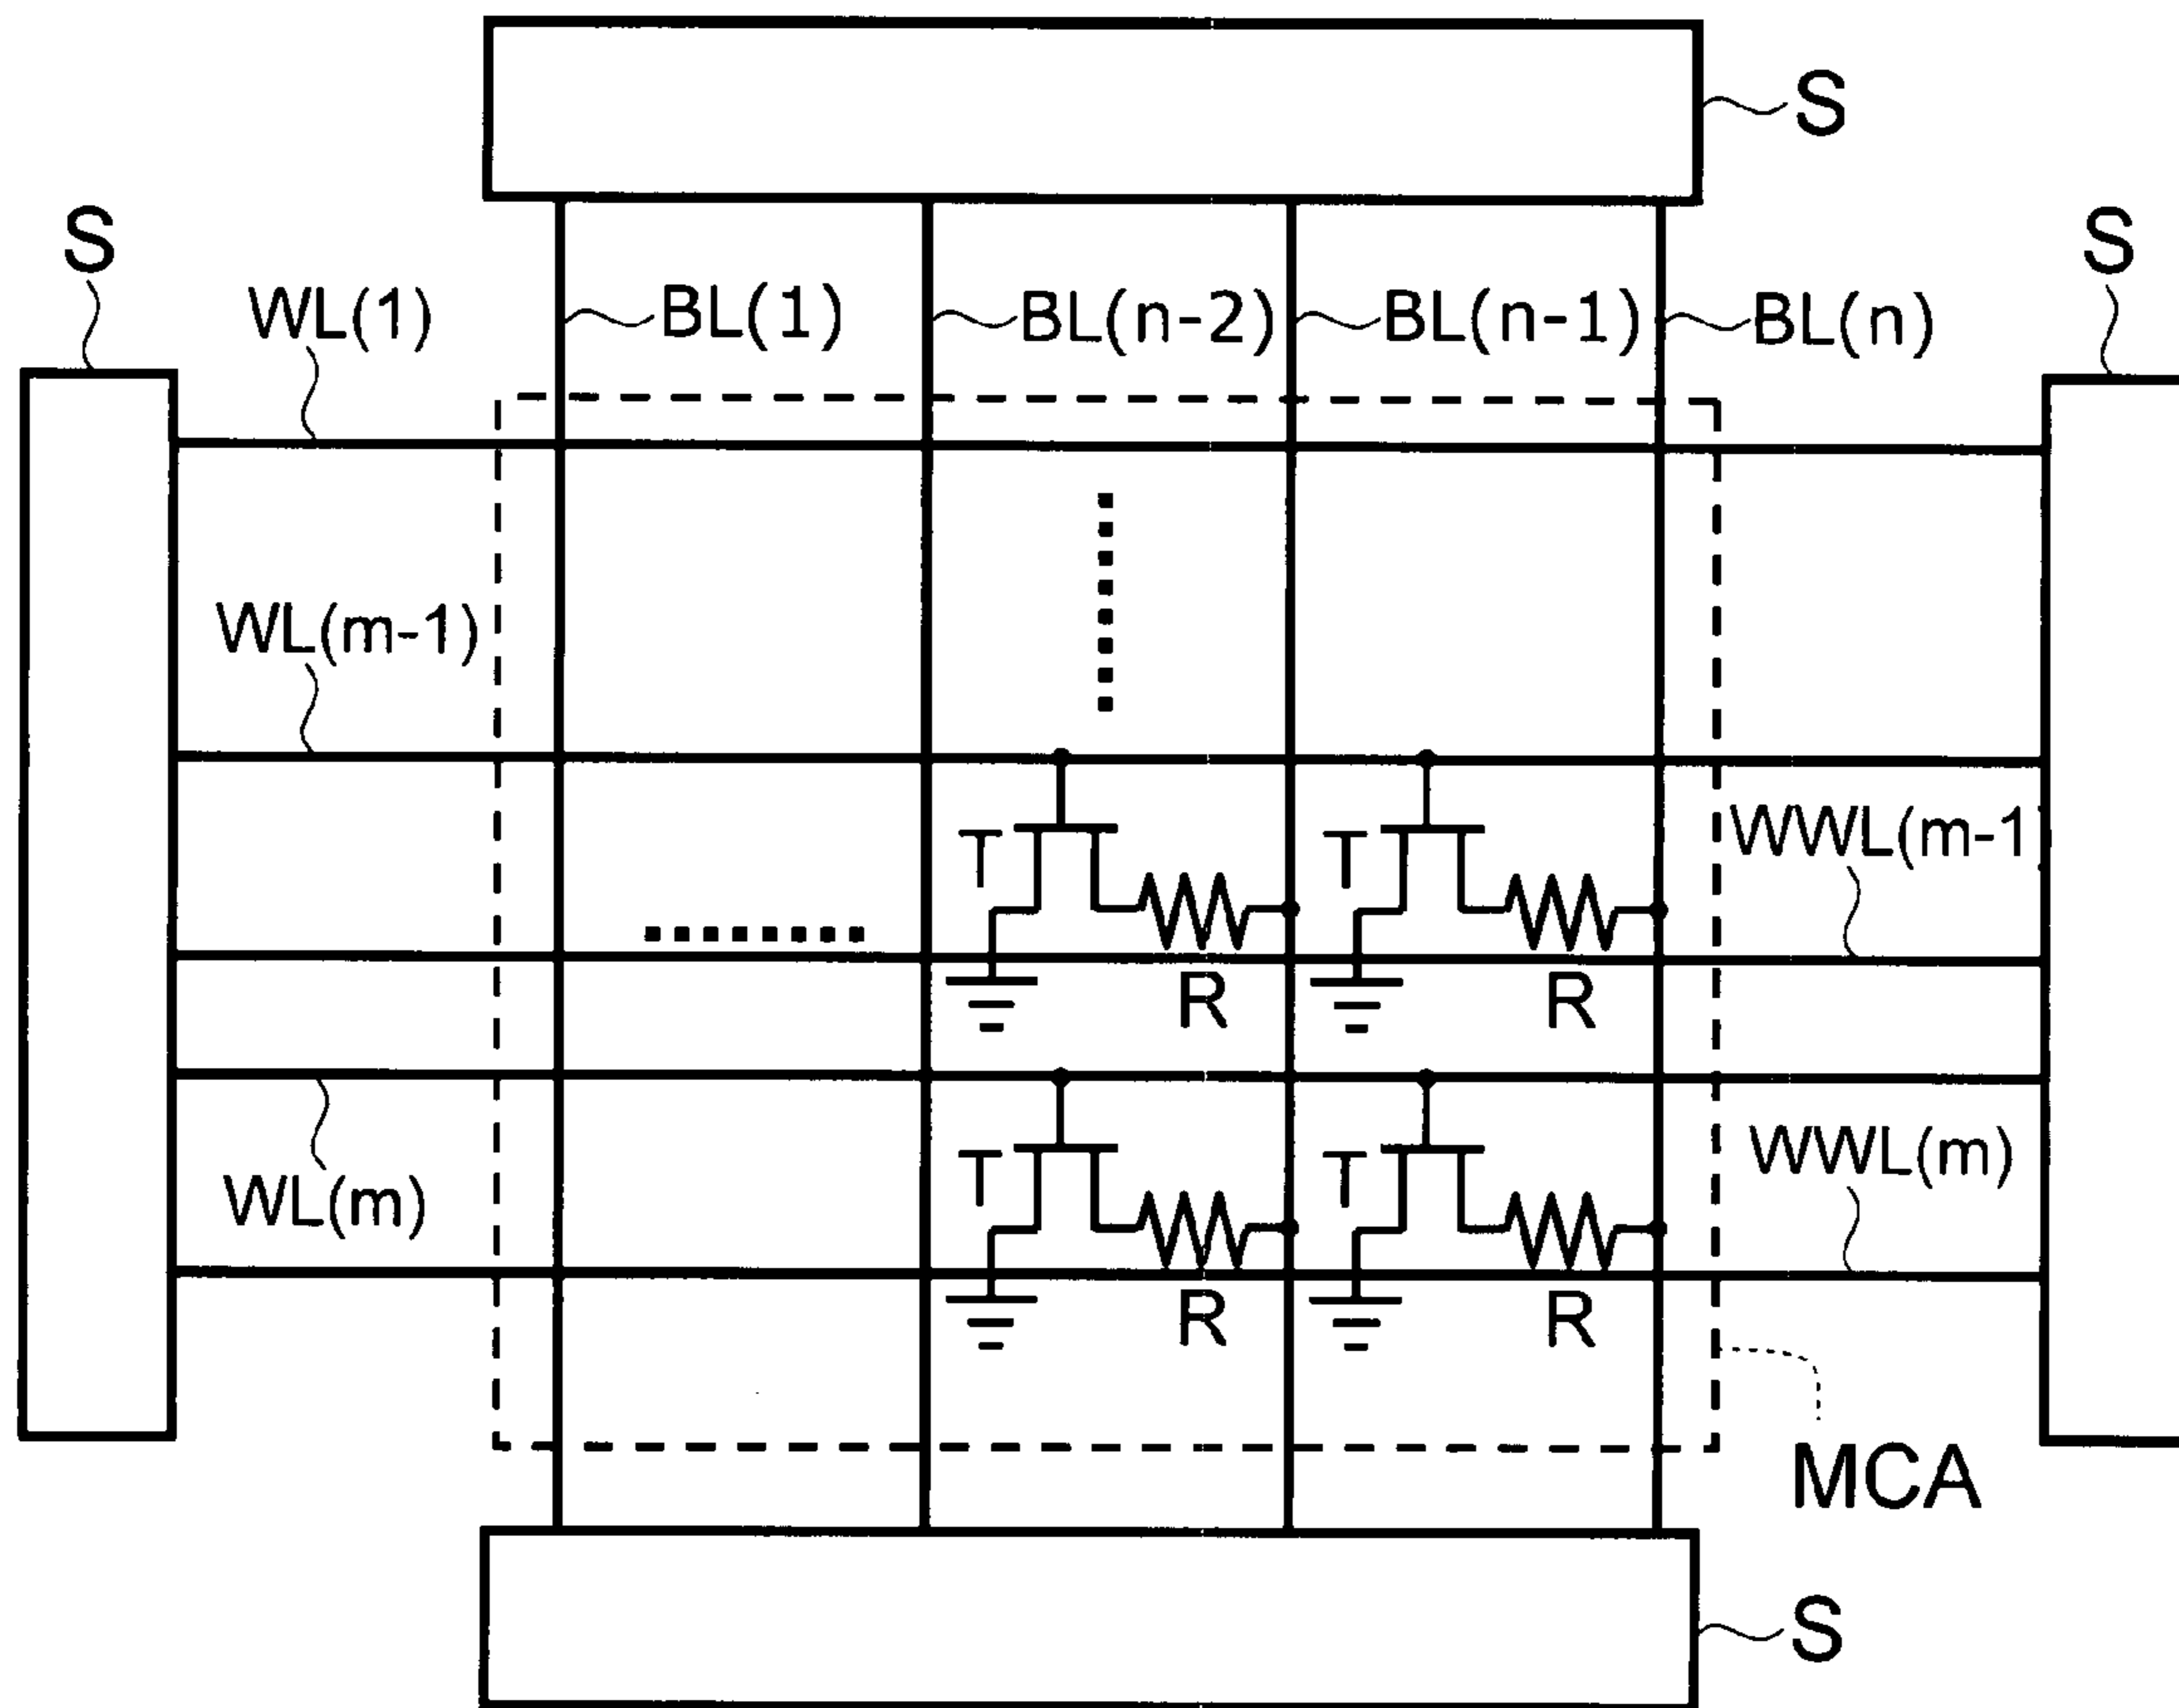 S
S
S
WL(1)
BL(1)
BL(n-2)
BL(n-1)
BL(n)
WL(m-1)
T
T
WWL(m-1
R
R
T
T
WWL(m)
WL(m)
R
R
MCA
S